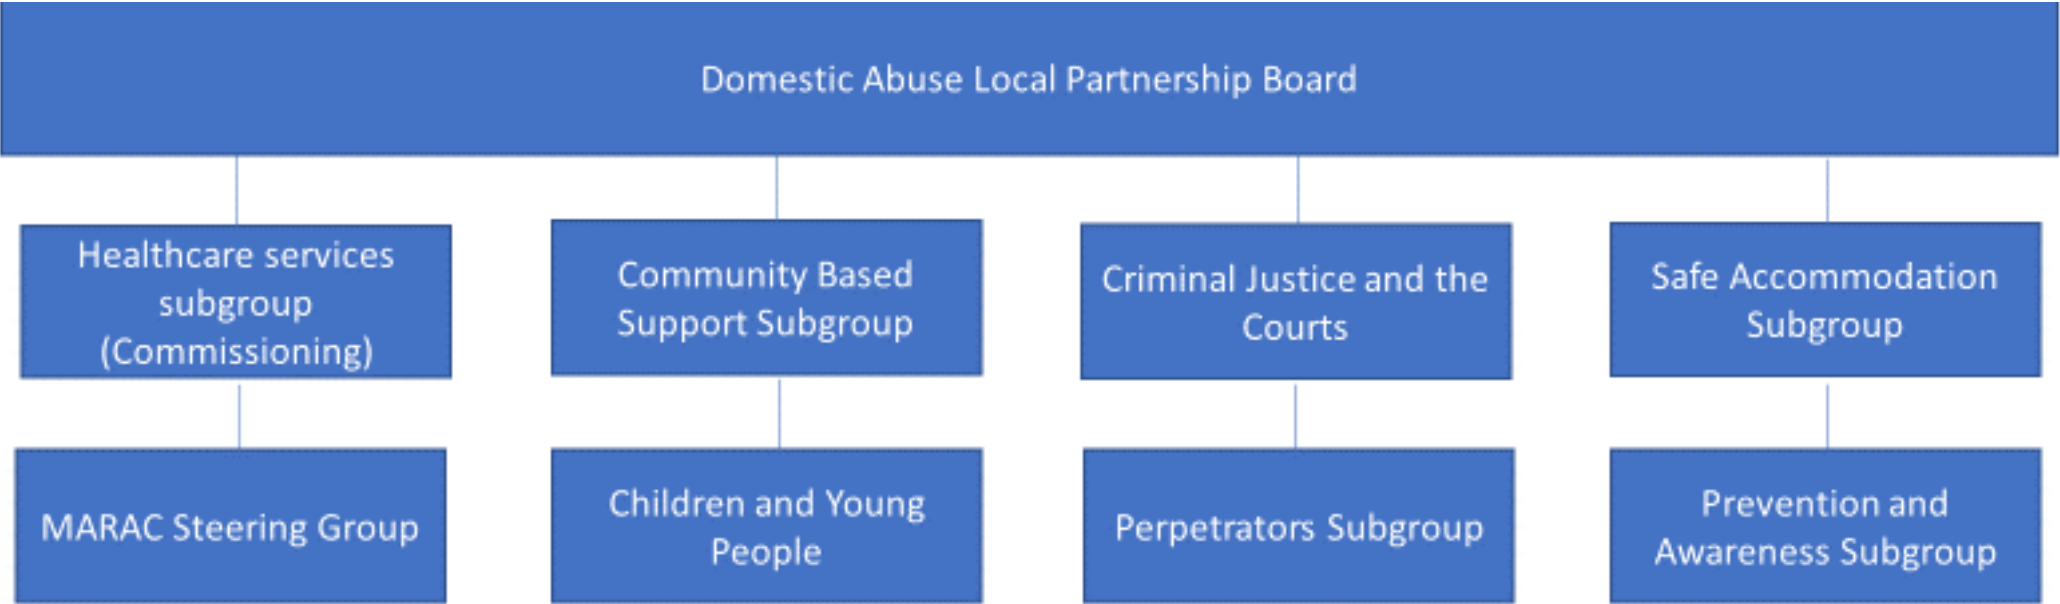 Domestic Abuse Local Partnership Board
Healthcare services
subgroup
(Commissioning)
Community Based
Support Subgroup
Criminal Justice and the
Courts
Safe Accommodation
Subgroup
MARAC Steering Group
Children and Young
People
Perpetrators Subgroup
Prevention and
Awareness Subgroup